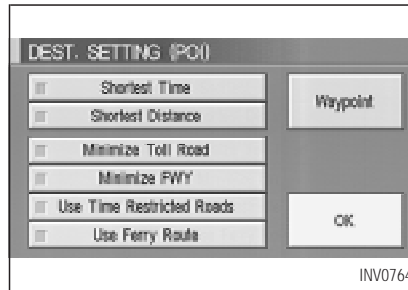 DEST. SETTING (POI)
Shortest Time
Shortest Distance
Waypoint
Minimize Toll Road
Minimize FWY
Use Time Restricted Roads
Use Ferry Route
OK
INV0764